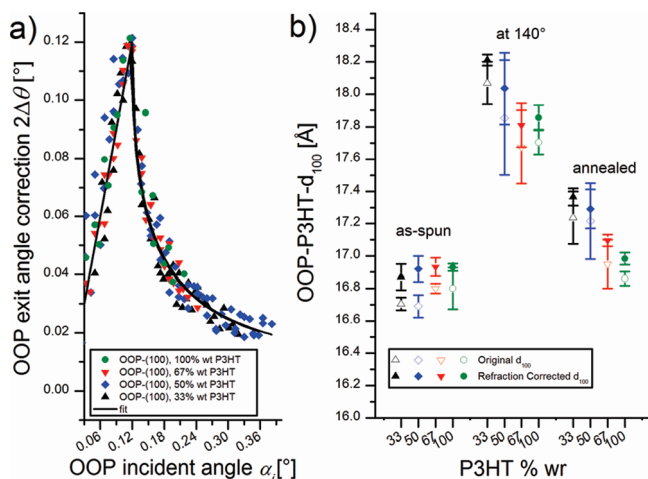 a)
OOP exit angle correction 2Δθ [°]
0.12
0.10
0.08
0.06
0.04
0.02
0.00
OOP-(100), 100% wt P3HT
OOP-(100), 67% wt P3HT
OOP-(100), 50% wt P3HT
OOP-(100), 33% wt P3HT
fit
0.06 0.12 0.18 0.24 0.30 0.36
OOP incident angle αi[°]
b)
OOP-P3HT-d100 [Å]
18.4
18.2
18.0
17.8
17.6
17.4
17.2
17.0
16.8
16.6
16.4
16.2
16.0
at 140°
annealed
as-spun
Original d100
Refraction Corrected d100
33 50 67 100 33 50 67 100 33 50 67 100
P3HT % wr